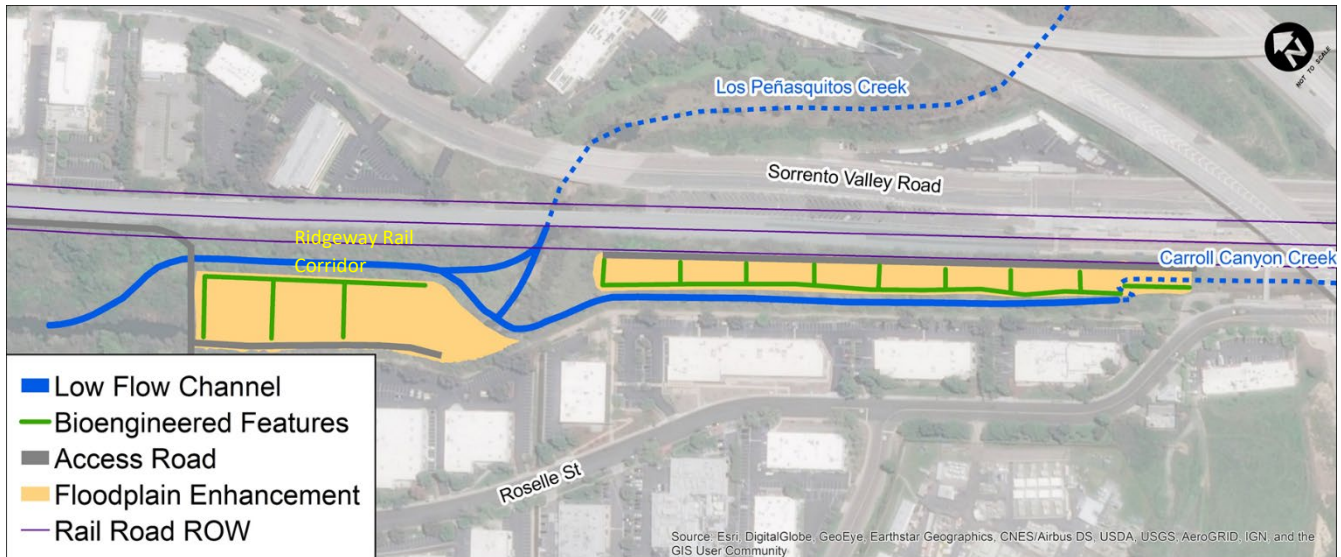 N
NOT TO SCALE
Los Peñasquitos Creek
Sorrento Valley Road
Ridgeway Rail
Corridor
Carroll Canyon Creek
Low Flow Channel
Bioengineered Features
Access Road
Floodplain Enhancement
Rail Road ROW
Roselle St
Source: Esri, DigitalGlobe, GeoEye, Earthstar Geographics, CNES/Airbus DS, USDA, USGS, AeroGRID, IGN, and the
GIS User Community